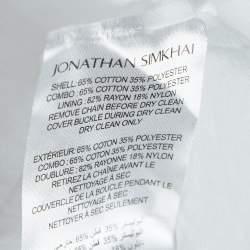 JONATHAN SIMKHAI
SHELL: 65% COTTON 35% POLYESTER
COMBO: 65% COTTON 35% POLYESTER
LINING: 82% RAYON 18% NYLON
REMOVE CHAIN BEFORE DRY CLEAN
COVER BUCKLE DURING DRY CLEAN
DRY CLEAN ONLY
EXTÉRIEUR: 65% COTON 35% POLYESTER
COMBO: 65% COTON 35% POLYESTER
DOUBLURE: 82% RAYONNE 18% NYLON
RETIREZ LA CHAÎNE AVANT LE
NETTOYAGE À SEC
COUVERCLE DE LA BOUCLE PENDANT LE
NETTOYAGE À SEC
NETTOYER À SEC SEULEMENT